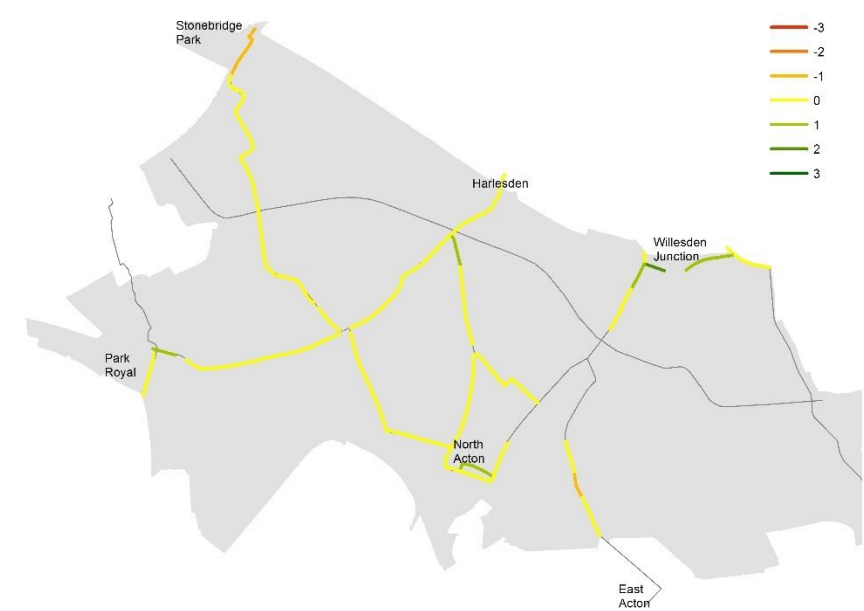 Stonebridge
Park
-3
-2
-1
0
1
2
3
Harlesden
Willesden
Junction
Park
Royal
North
Acton
East
Acton